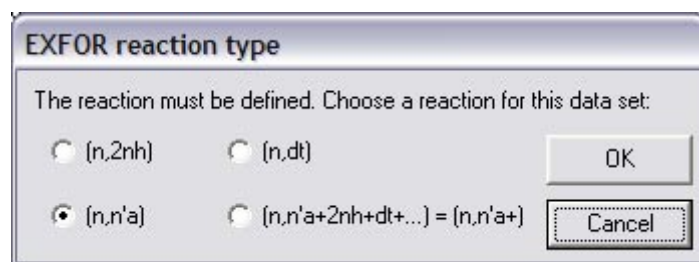 EXFOR reaction type
The reaction must be defined. Choose a reaction for this data set:
(n,2nh) (n,dt) OK
(n,n'a) (n,n'a+2nh+dt+...) = (n,n'a+) Cancel